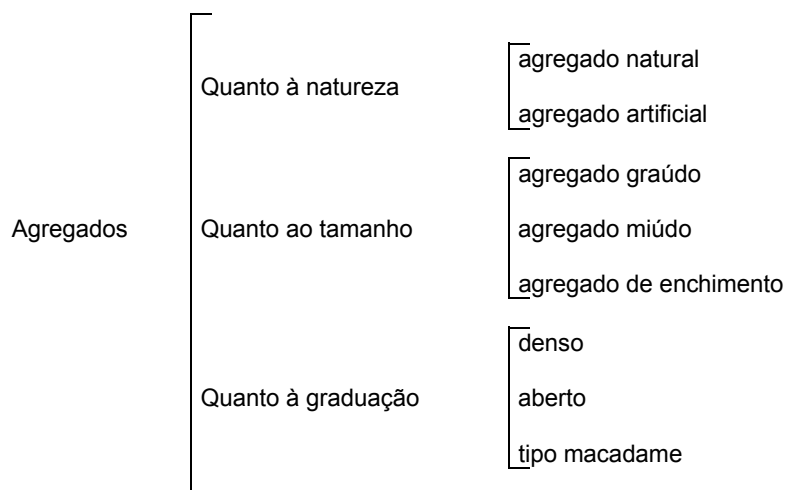 Agregados
Quanto à natureza
agregado natural
agregado artificial
Quanto ao tamanho
agregado graúdo
agregado miúdo
agregado de enchimento
Quanto à graduação
denso
aberto
tipo macadame